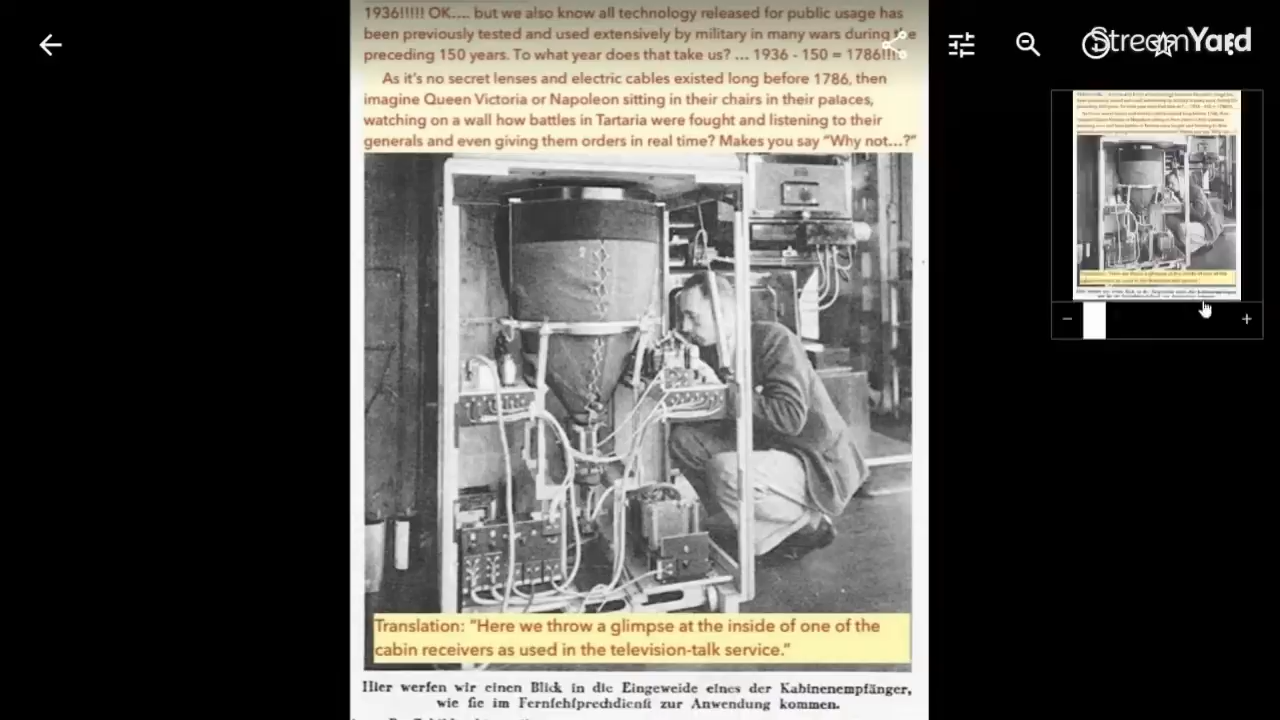 1936!!!!! OK.... but we also know all technology released for public usage has
been previously tested and used extensively by military in many wars during the
preceding 150 years. To what year does that take us? ... 1936 - 150 = 1786!!!!
As it's no secret lenses and electric cables existed long before 1786, then
imagine Queen Victoria or Napoleon sitting in their chairs in their palaces,
watching on a wall how battles in Tartaria were fought and listening to their
generals and even giving them orders in real time? Makes you say "Why not...?"
StreamYard
Translation: "Here we throw a glimpse at the inside of one of the
cabin receivers as used in the television-talk service."
Hier werfen wir einen Blick in die Eingeweide eines der Kabinenempfänger,
wie sie im Fernsehsprechdienst zur Anwendung kommen.